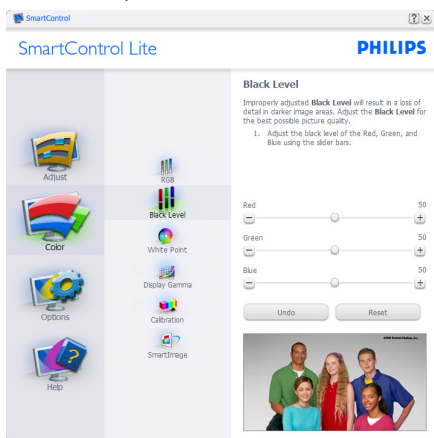 SmartControl
SmartControl Lite
PHILIPS
Adjust
Color
Options
Help
RGB
Black Level
White Point
Display Gamma
Calibration
SmartImage
Black Level
Improperly adjusted Black Level will result in a loss of
detail in darker image areas. Adjust the Black Level for
the best possible picture quality.
1. Adjust the black level of the Red, Green, and
Blue using the slider bars.
Red 50
Green 50
Blue 50
Undo Reset